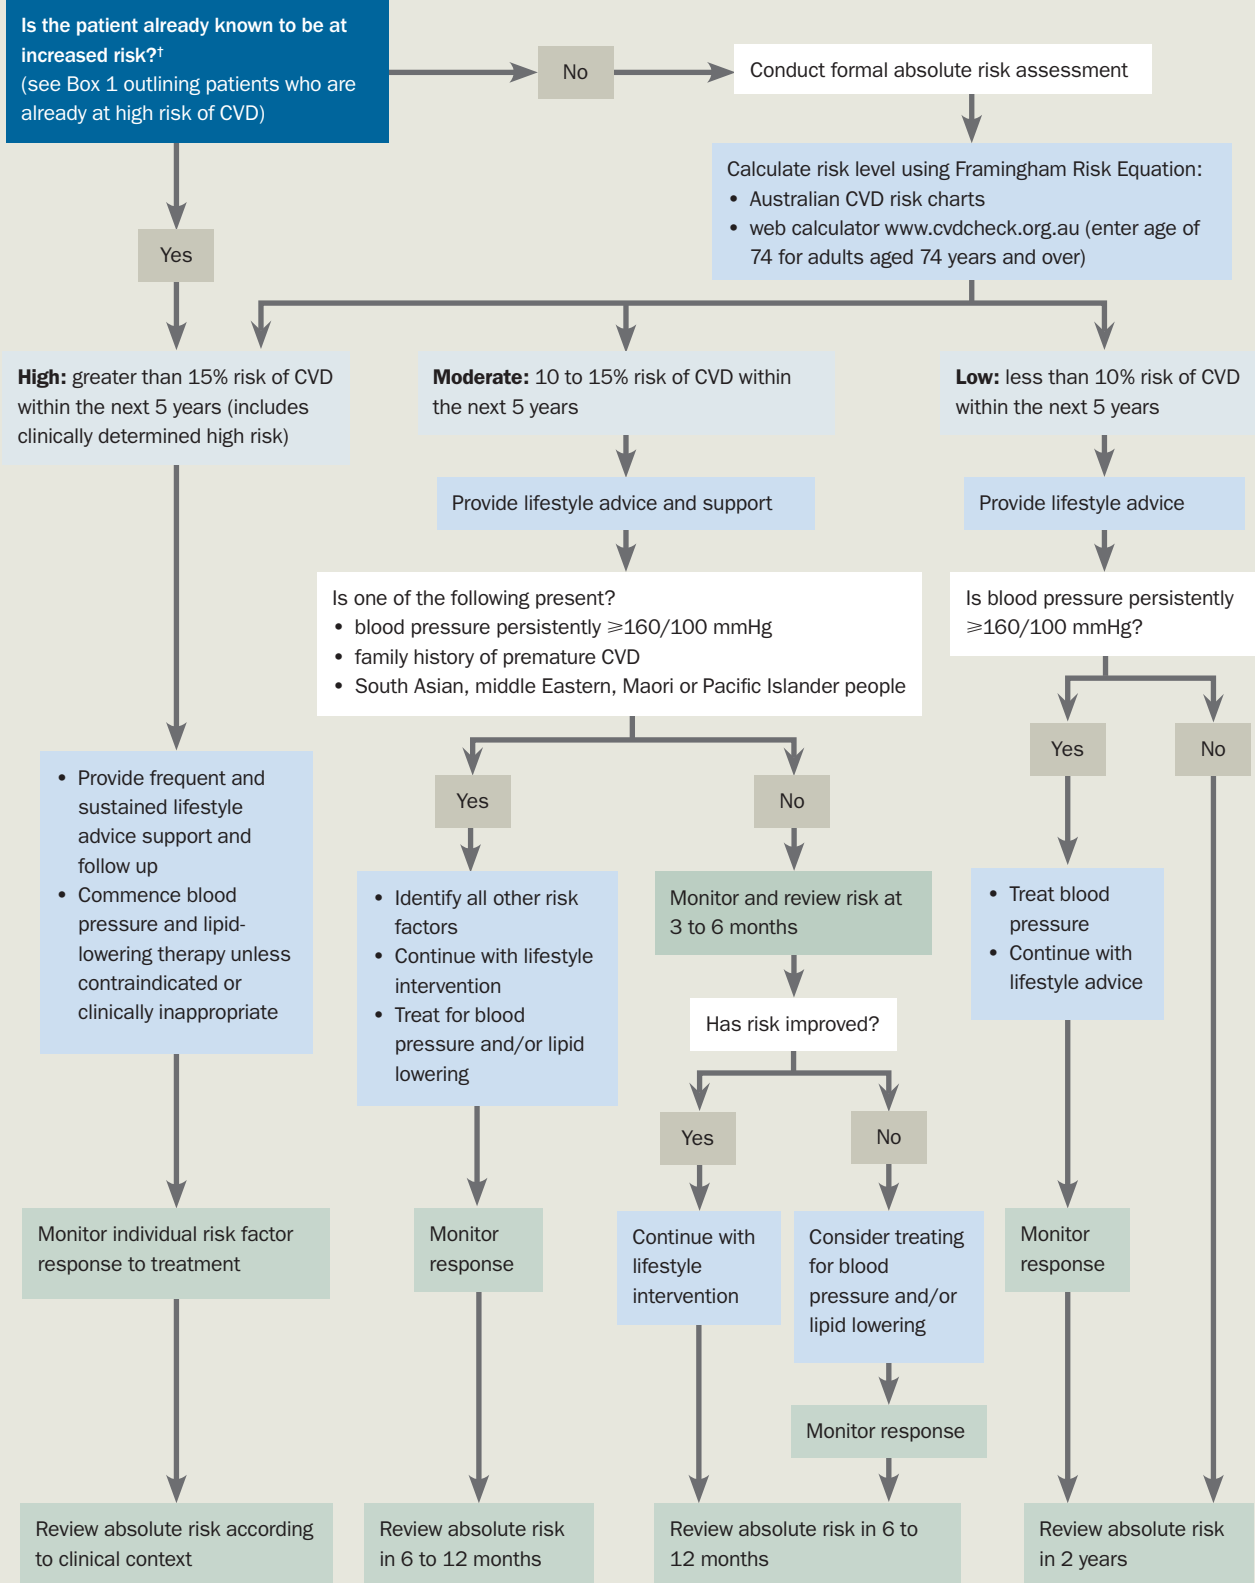 Is the patient already known to be at
increased risk?†
(see Box 1 outlining patients who are
already at high risk of CVD)
No
Conduct formal absolute risk assessment
Calculate risk level using Framingham Risk Equation:
• Australian CVD risk charts
• web calculator www.cvdcheck.org.au (enter age of
74 for adults aged 74 years and over)
Yes
High: greater than 15% risk of CVD
within the next 5 years (includes
clinically determined high risk)
Moderate: 10 to 15% risk of CVD within
the next 5 years
Low: less than 10% risk of CVD
within the next 5 years
Provide lifestyle advice and support
Provide lifestyle advice
Is one of the following present?
• blood pressure persistently ⩾160/100 mmHg
• family history of premature CVD
• South Asian, middle Eastern, Maori or Pacific Islander people
Is blood pressure persistently
⩾160/100 mmHg?
Yes
No
Yes
No
• Provide frequent and
sustained lifestyle
advice support and
follow up
• Commence blood
pressure and lipid-
lowering therapy unless
contraindicated or
clinically inappropriate
• Identify all other risk
factors
• Continue with lifestyle
intervention
• Treat for blood
pressure and/or lipid
lowering
Monitor and review risk at
3 to 6 months
• Treat blood
pressure
• Continue with
lifestyle advice
Has risk improved?
Yes
No
Monitor individual risk factor
response to treatment
Monitor
response
Continue with
lifestyle
intervention
Consider treating
for blood
pressure and/or
lipid lowering
Monitor
response
Monitor response
Review absolute risk according
to clinical context
Review absolute risk
in 6 to 12 months
Review absolute risk in 6 to
12 months
Review absolute risk
in 2 years